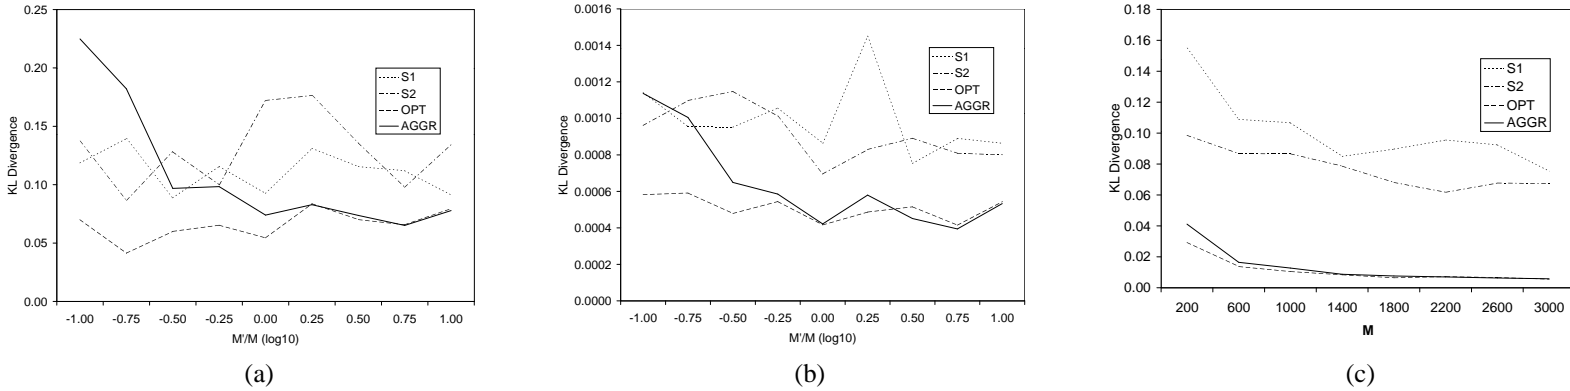 0.25
0.20
0.15
0.10
0.05
0.00
KL Divergence
S1
S2
OPT
AGGR
-1.00 -0.75 -0.50 -0.25 0.00 0.25 0.50 0.75 1.00
M'/M (log10)
(a)
0.0016
0.0014
0.0012
0.0010
0.0008
0.0006
0.0004
0.0002
0.0000
KL Divergence
S1
S2
OPT
AGGR
-1.00 -0.75 -0.50 -0.25 0.00 0.25 0.50 0.75 1.00
M'/M (log10)
(b)
0.18
0.16
0.14
0.12
0.10
0.08
0.06
0.04
0.02
0.00
KL Divergence
S1
S2
OPT
AGGR
200 600 1000 1400 1800 2200 2600 3000
M
(c)